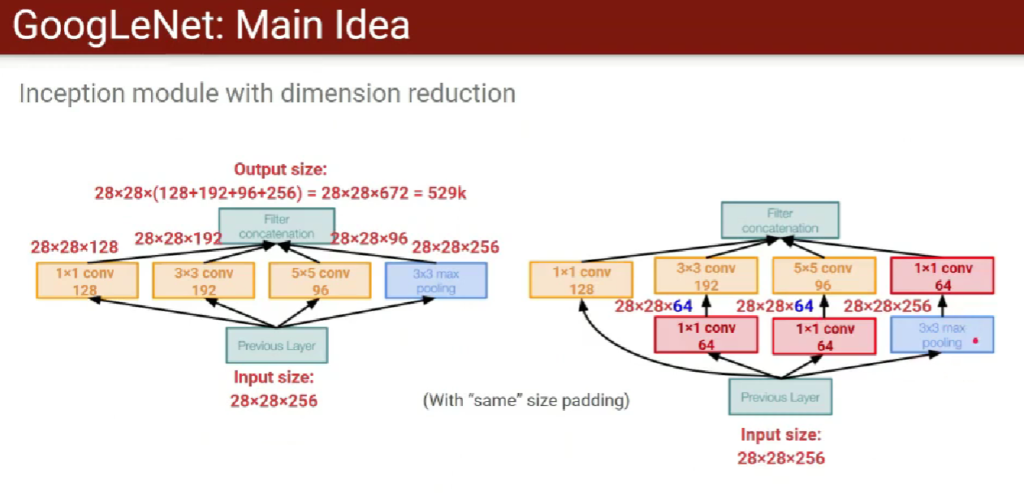 GoogLeNet: Main Idea
Inception module with dimension reduction
Output size:
28×28×(128+192+96+256) = 28×28×672 = 529k
Filter
concatenation
28×28×128
28×28×192
28×28×96
28×28×256
1×1 conv
128
3×3 conv
192
5×5 conv
96
3x3 max
pooling
Previous Layer
Input size:
28×28×256
(With "same" size padding)
Filter
concatenation
1×1 conv
128
3×3 conv
192
5×5 conv
96
1×1 conv
64
28×28×64
28×28×64
28×28×256
1×1 conv
64
1×1 conv
64
3x3 max
pooling
Previous Layer
Input size:
28×28×256